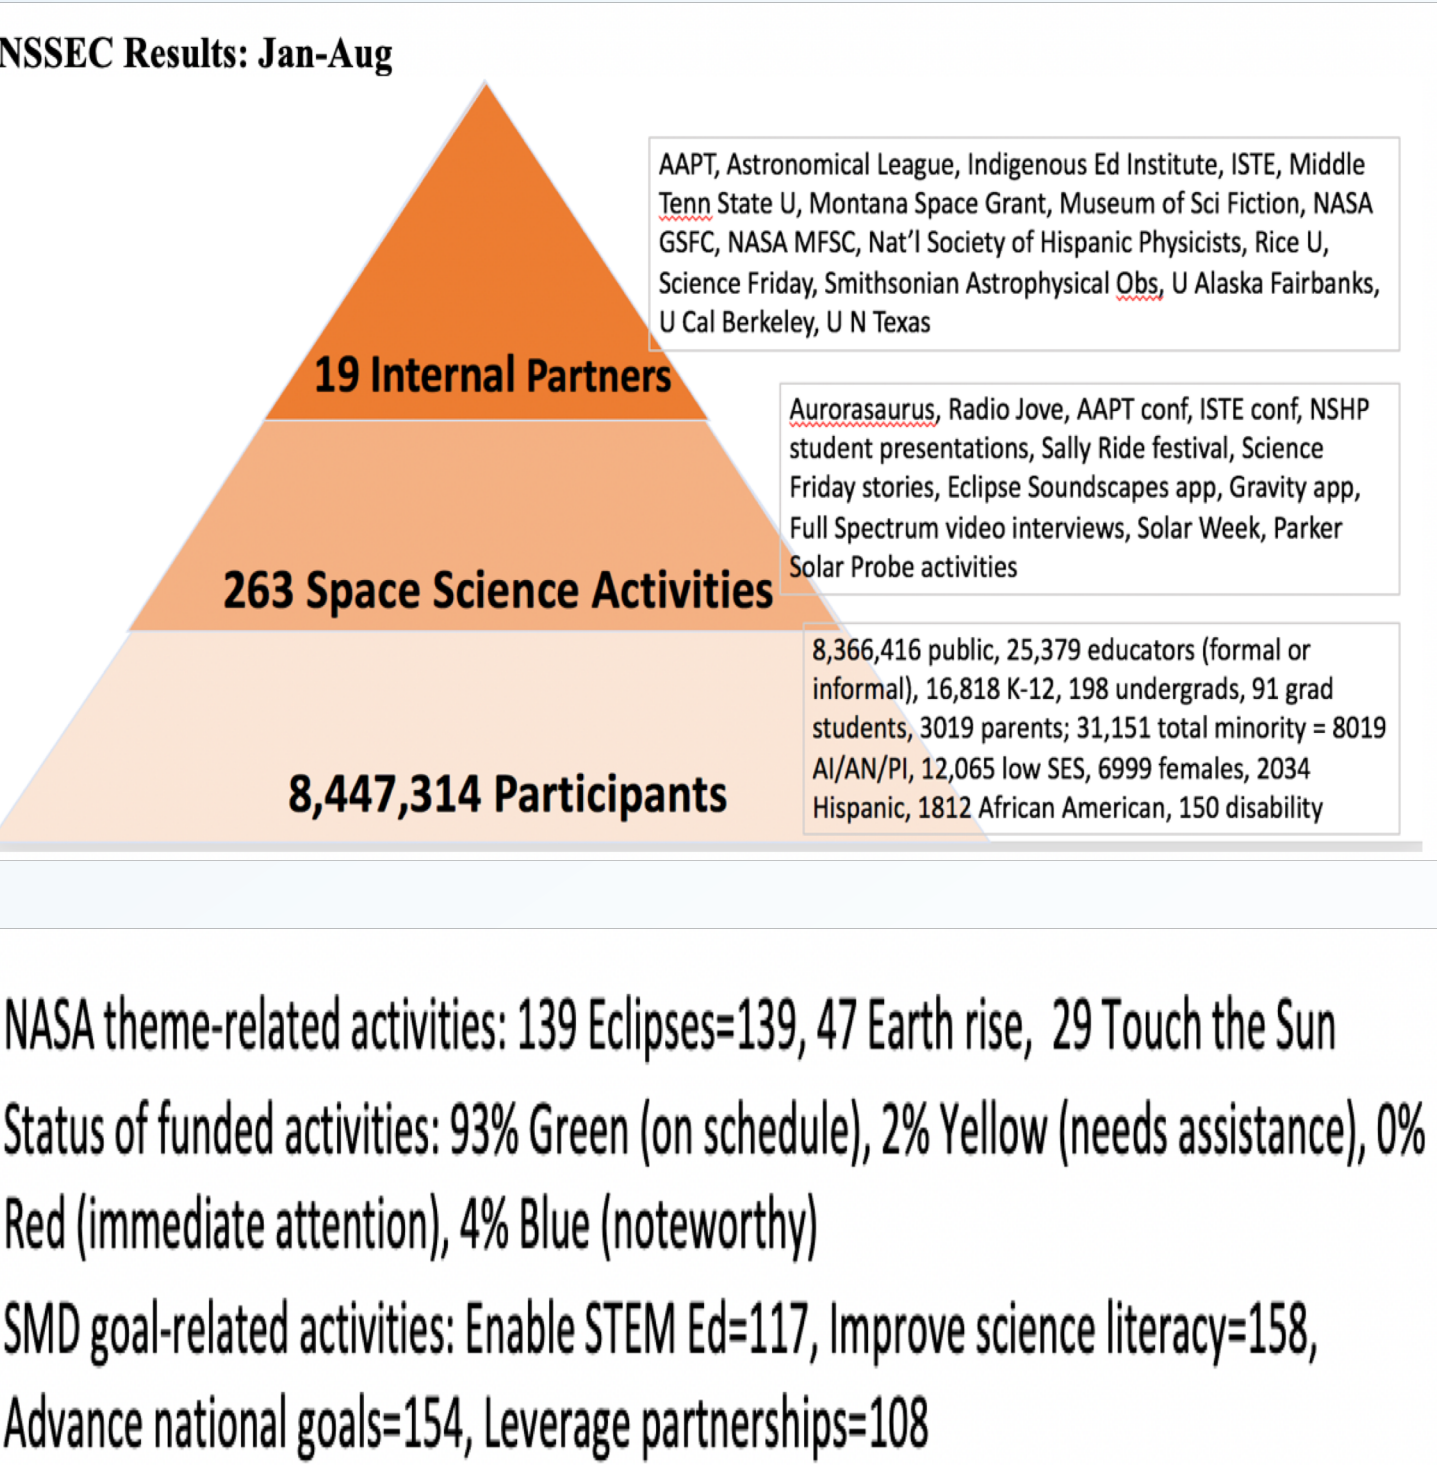 NSSEC Results: Jan-Aug
AAPT, Astronomical League, Indigenous Ed Institute, ISTE, Middle
Tenn State U, Montana Space Grant, Museum of Sci Fiction, NASA
GSFC, NASA MFSC, Nat'l Society of Hispanic Physicists, Rice U,
Science Friday, Smithsonian Astrophysical Obs, U Alaska Fairbanks,
U Cal Berkeley, U N Texas
19 Internal Partners
Aurorasaurus, Radio Jove, AAPT conf, ISTE conf, NSHP
student presentations, Sally Ride festival, Science
Friday stories, Eclipse Soundscapes app, Gravity app,
Full Spectrum video interviews, Solar Week, Parker
Solar Probe activities
263 Space Science Activities
8,366,416 public, 25,379 educators (formal or
informal), 16,818 K-12, 198 undergrads, 91 grad
students, 3019 parents; 31,151 total minority = 8019
AI/AN/PI, 12,065 low SES, 6999 females, 2034
Hispanic, 1812 African American, 150 disability
8,447,314 Participants
NASA theme-related activities: 139 Eclipses=139, 47 Earth rise, 29 Touch the Sun
Status of funded activities: 93% Green (on schedule), 2% Yellow (needs assistance), 0%
Red (immediate attention), 4% Blue (noteworthy)
SMD goal-related activities: Enable STEM Ed=117, Improve science literacy=158,
Advance national goals=154, Leverage partnerships=108